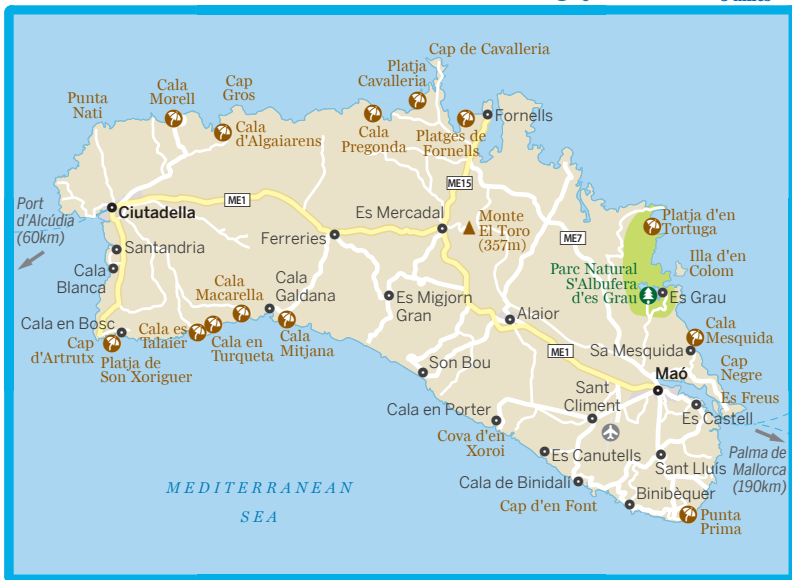 Cap de Cavalleria
Platja
Cavalleria
Cala
Morell
Cap
Gros
Punta
Nati
Cala
d'Algaiarens
Cala
Pregonda
Platges de
Fornells
Fornells
ME15
Port
d'Alcúdia
(60km)
Ciutadella
ME1
Es Mercadal
Monte
El Toro
(357m)
ME7
Platja d'en
Tortuga
Santandria
Ferreries
Illa d'en
Colom
Parc Natural
S'Albufera
d'es Grau
Es Grau
Cala
Blanca
Cala
Macarella
Cala
Galdana
Es Migjorn
Gran
Alaior
Cala en Bosc
Cap
d'Artrutx
Platja de
Son Xoriguer
Cala es
Talaier
Cala en
Turqueta
Cala
Mitjana
ME1
Sa Mesquida
Cala
Mesquida
Cap
Negre
Son Bou
Maó
Es Freus
Sant
Climent
Es Castell
Cala en Porter
Cova d'en
Xoroi
Es Canutells
Sant Lluís
Palma de
Mallorca
(190km)
Cala de Binidalí
Binibèquer
Cap d'en Font
Punta
Prima
MEDITERRANEAN
SEA